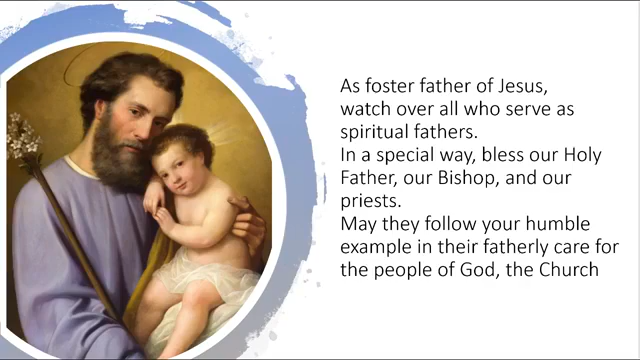 As foster father of Jesus,
watch over all who serve as
spiritual fathers.
In a special way, bless our Holy
Father, our Bishop, and our
priests.
May they follow your humble
example in their fatherly care for
the people of God, the Church